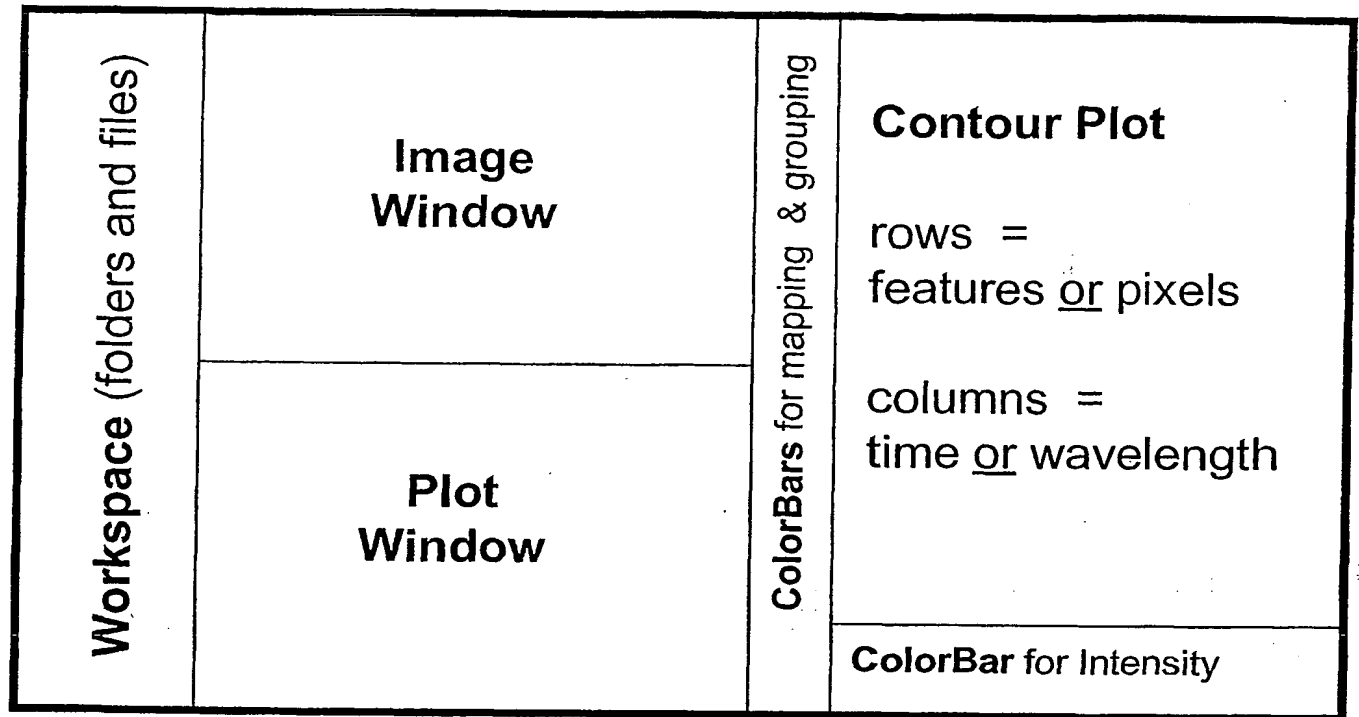 Workspace (folders and files)
Image
Window
Plot
Window
ColorBars for mapping & grouping
Contour Plot
rows =
features or pixels
columns =
time or wavelength
ColorBar for Intensity